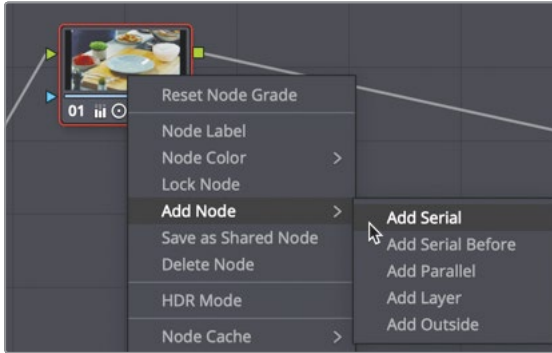 01
Reset Node Grade
Node Label
Node Color >
Lock Node
Add Node >
Save as Shared Node
Delete Node
HDR Mode
Node Cache >
Add Serial
Add Serial Before
Add Parallel
Add Layer
Add Outside